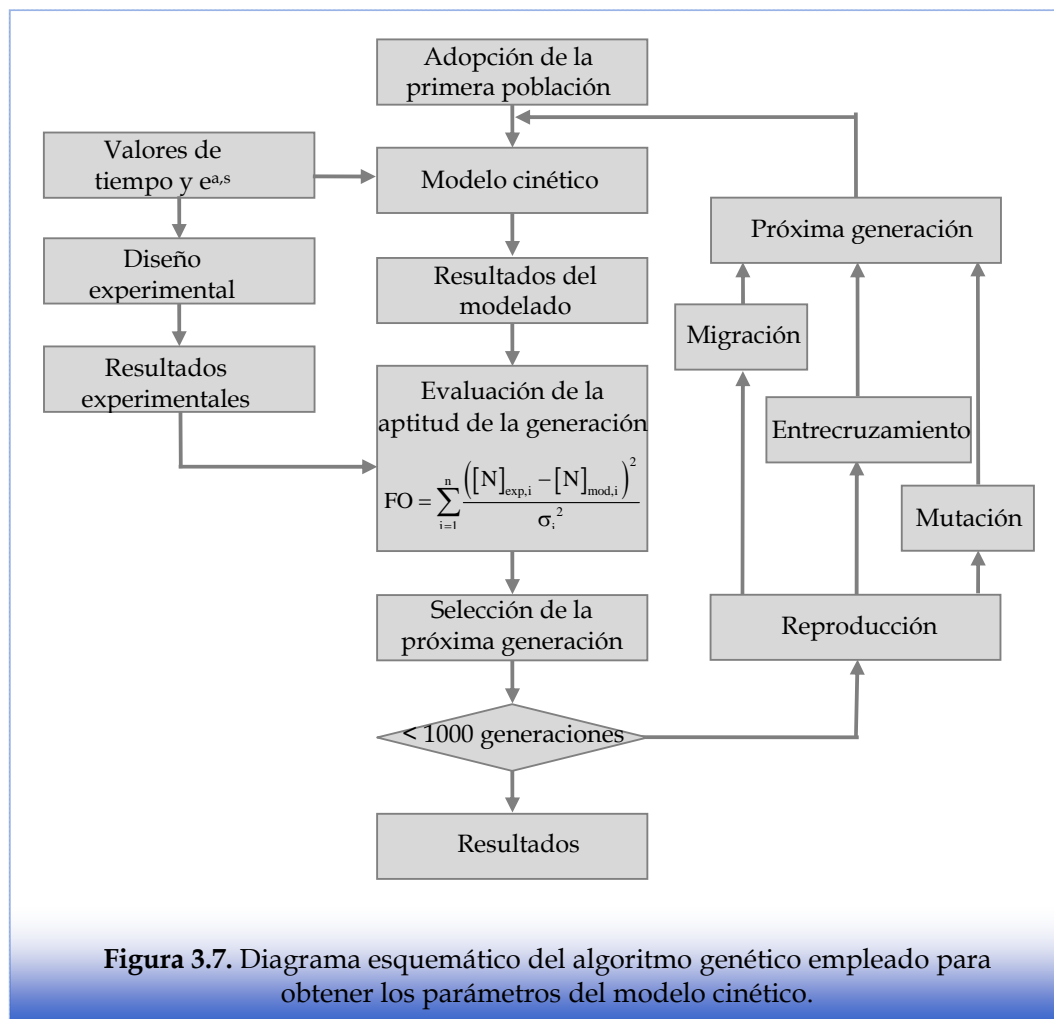 Adopción de la
primera población
Valores de
tiempo y e^a,s
Modelo cinético
Diseño
experimental
Resultados del
modelado
Resultados
experimentales
Evaluación de la
aptitud de la generación
FO = ∑_{i=1}^{n} ([N]_{exp,i} − [N]_{mod,i})^2 / σ_i^2
Selección de la
próxima generación
< 1000 generaciones
Resultados
Próxima generación
Migración
Entrecruzamiento
Mutación
Reproducción
Figura 3.7. Diagrama esquemático del algoritmo genético empleado para
obtener los parámetros del modelo cinético.